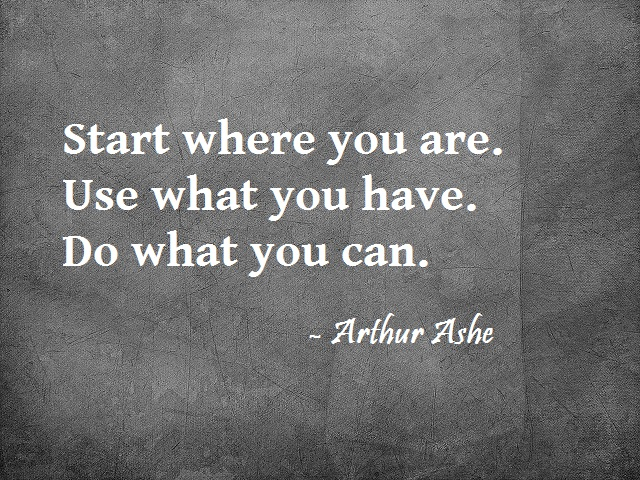 Start where you are.
Use what you have.
Do what you can.
~ Arthur Ashe